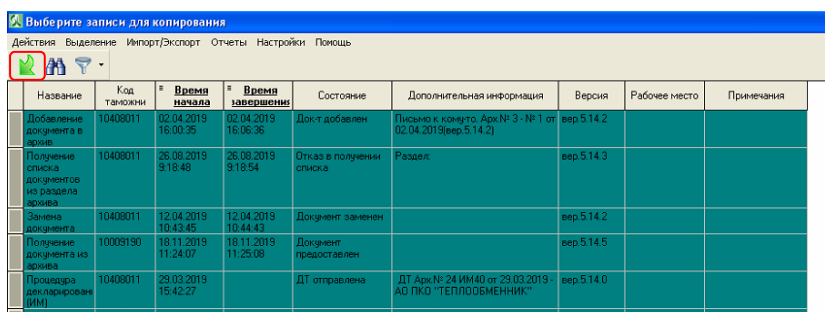 Выберите записи для копирования
Действия Выделение Импорт/Экспорт Отчеты Настройки Помощь
Название Код таможни Время начала Время завершения Состояние Дополнительная информация Версия Рабочее место Примечания
Добавление 10408011 02.04.2019 02.04.2019 Док-т добавлен Письмо к кому-то. Арх.№ 3 - № 1 от вер.5.14.2
документа в 16:00:35 16:06:36 02.04.2019(вер.5.14.2)
архив
Получение 10408011 26.08.2019 26.08.2019 Отказ в получении Раздел: вер.5.14.3
списка 9:18:48 9:18:54 списка
документов
из раздела
архива
Замена 10408011 12.04.2019 12.04.2019 Документ заменен вер.5.14.2
документа 10:43:45 10:44:43
Получение 10009190 18.11.2019 18.11.2019 Документ вер.5.14.5
документа из 11:24:07 11:25:08 предоставлен
архива
Процедура 10408011 29.03.2019 ДТ отправлена ДТ Арх.№ 24 ИМ40 от 29.03.2019 - вер.5.14.0
декларировани 15:42:27 АО ПКО "ТЕПЛООБМЕННИК"
(ИМ)